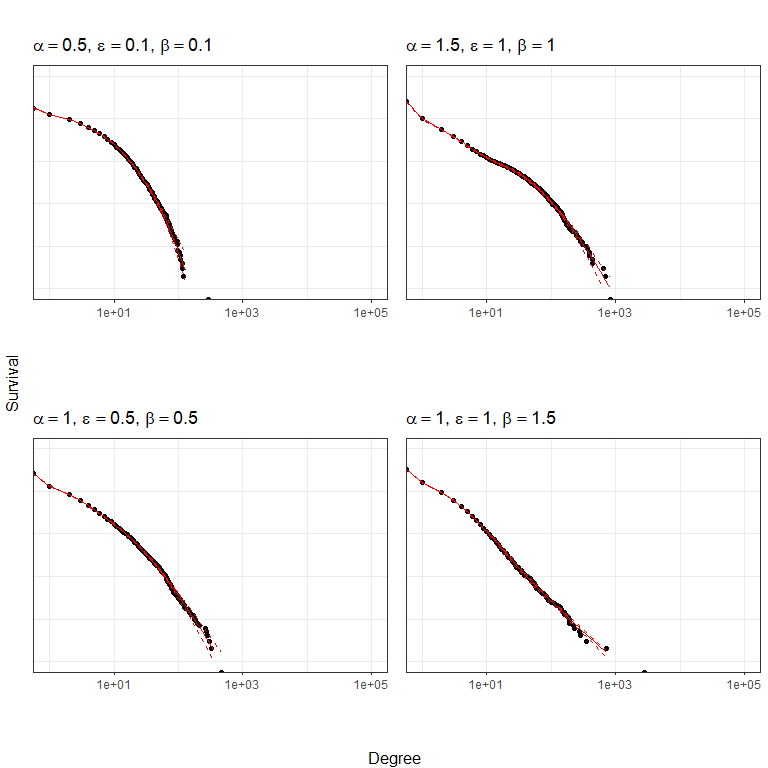 α = 0.5, ε = 0.1, β = 0.1
α = 1.5, ε = 1, β = 1
1e+01 1e+03 1e+05
1e+01 1e+03 1e+05
Survival
α = 1, ε = 0.5, β = 0.5
α = 1, ε = 1, β = 1.5
1e+01 1e+03 1e+05
1e+01 1e+03 1e+05
Degree